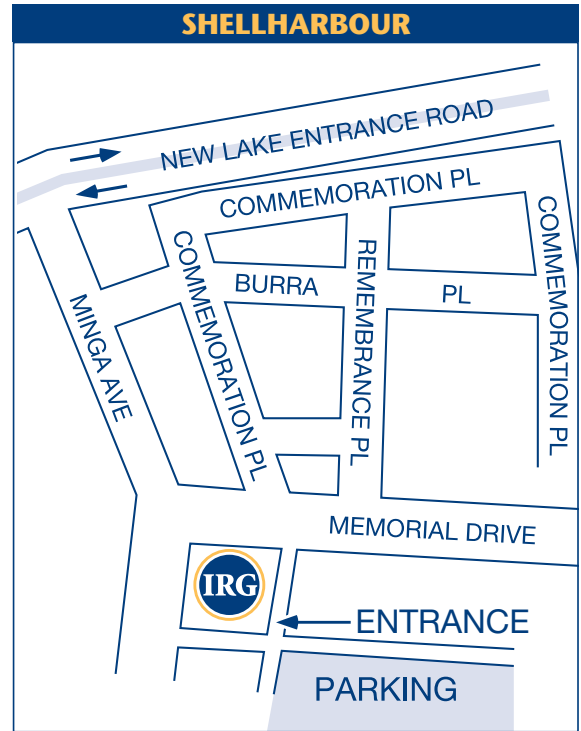 SHELLHARBOUR
NEW LAKE ENTRANCE ROAD
COMMEMORATION PL
COMMEMORATION PL
COMMEMORATION PL
REMEMBRANCE PL
BURRA PL
MINGA AVE
MEMORIAL DRIVE
IRG
ENTRANCE
PARKING